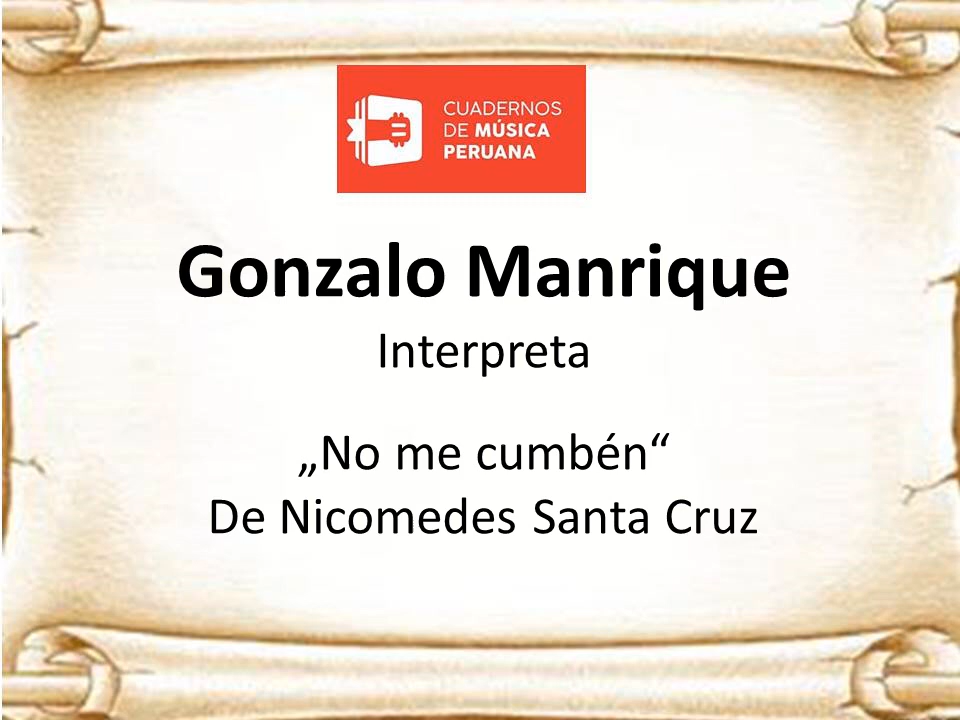 CUADERNOS
DE MÚSICA
PERUANA
Gonzalo Manrique
Interpreta
„No me cumbén“
De Nicomedes Santa Cruz